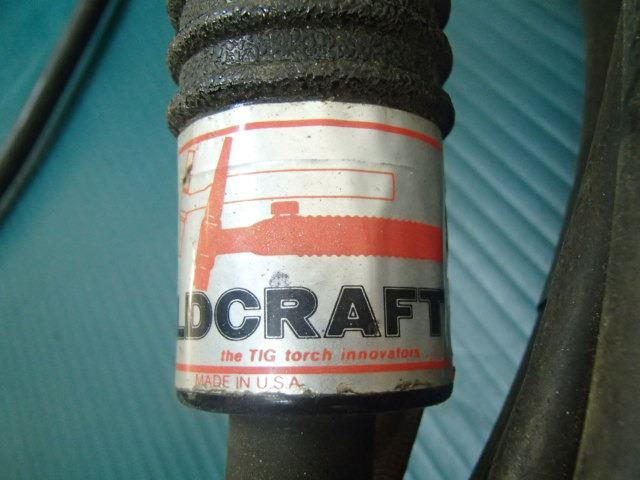 LDCRAFT
the TIG torch innovators
MADE IN U.S.A.